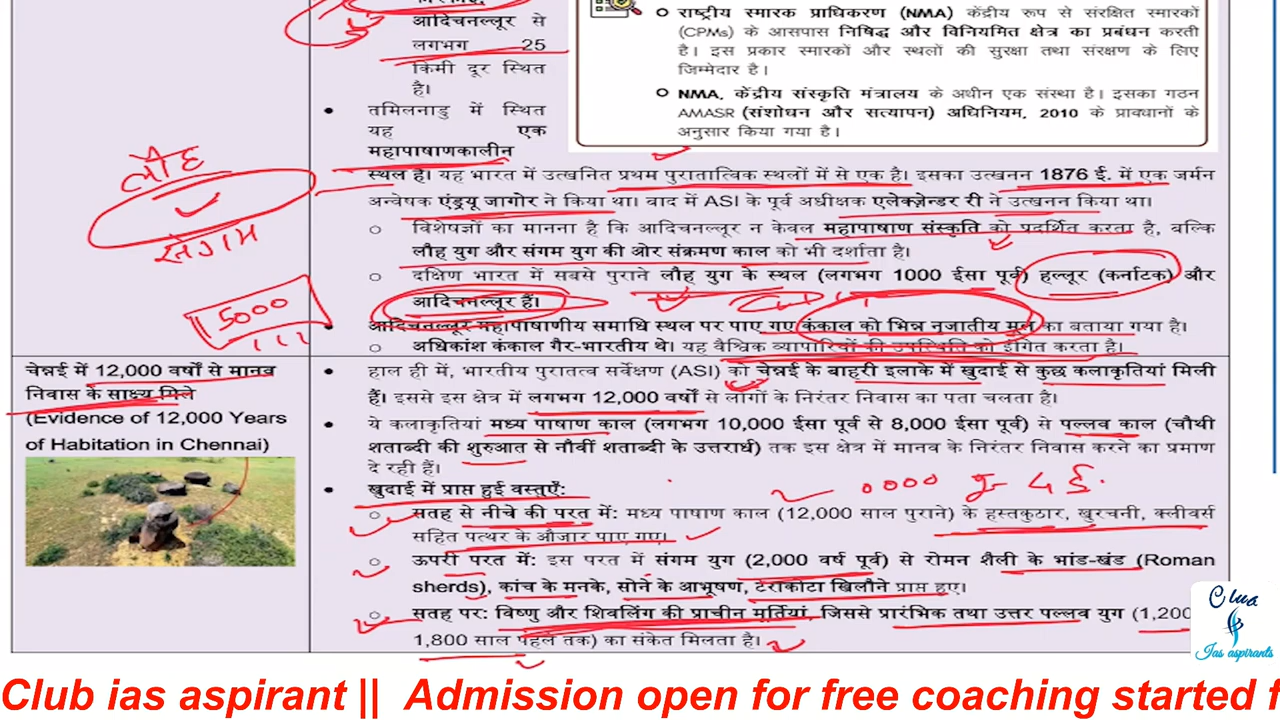 आदिचनल्लूर से
लगभग 25
किमी दूर स्थित
है।
तमिलनाडु में स्थित
यह एक
महापाषाणकालीन
राष्ट्रीय स्मारक प्राधिकरण (NMA) केंद्रीय रूप से संरक्षित स्मारकों
(CPMs) के आसपास निषिद्ध और विनियमित क्षेत्र का प्रबंधन करती
है। इस प्रकार स्मारकों और स्थलों की सुरक्षा तथा संरक्षण के लिए
जिम्मेदार है।
NMA, केंद्रीय संस्कृति मंत्रालय के अधीन एक संस्था है। इसका गठन
AMASR (संशोधन और सत्यापन) अधिनियम, 2010 के प्रावधानों के
अनुसार किया गया है।
स्थल है। यह भारत में उत्खनित प्रथम पुरातात्विक स्थलों में से एक है। इसका उत्खनन 1876 ई. में एक जर्मन
अन्वेषक एंड्रयू जागोर ने किया था। बाद में ASI के पूर्व अधीक्षक एलेक्ज़ेन्डर री ने उत्खनन किया था।
विशेषज्ञों का मानना है कि आदिचनल्लूर न केवल महापाषाण संस्कृति को प्रदर्शित करता है, बल्कि
लौह युग और संगम युग की ओर संक्रमण काल को भी दर्शाता है।
दक्षिण भारत में सबसे पुराने लौह युग के स्थल (लगभग 1000 ईसा पूर्व) हल्लूर (कर्नाटक) और
आदिचनल्लूर हैं।
आदिचनल्लूर महापाषाणीय समाधि स्थल पर पाए गए कंकाल को भिन्न नृजातीय मूल का बताया गया है।
अधिकांश कंकाल गैर-भारतीय थे। यह वैश्विक व्यापारियों की उपस्थिति को इंगित करता है।
लौह
संगम
5000
चेन्नई में 12,000 वर्षों से मानव
निवास के साक्ष्य मिले
(Evidence of 12,000 Years
of Habitation in Chennai)
हाल ही में, भारतीय पुरातत्व सर्वेक्षण (ASI) को चेन्नई के बाहरी इलाके में खुदाई से कुछ कलाकृतियां मिली
हैं। इससे इस क्षेत्र में लगभग 12,000 वर्षों से लोगों के निरंतर निवास का पता चलता है।
ये कलाकृतियां मध्य पाषाण काल (लगभग 10,000 ईसा पूर्व से 8,000 ईसा पूर्व) से पल्लव काल (चौथी
शताब्दी की शुरुआत से नौवीं शताब्दी के उत्तरार्ध) तक इस क्षेत्र में मानव के निरंतर निवास करने का प्रमाण
दे रही हैं।
खुदाई में प्राप्त हुई वस्तुएँ:
सतह से नीचे की परत में: मध्य पाषाण काल (12,000 साल पुराने) के हस्तकुठार, खुरचनी, क्लीवर्स
सहित पत्थर के औजार पाए गए।
ऊपरी परत में: इस परत में संगम युग (2,000 वर्ष पूर्व) से रोमन शैली के भांड-खंड (Roman
sherds), कांच के मनके, सोने के आभूषण, टेराकोटा खिलौने प्राप्त हुए।
सतह पर: विष्णु और शिवलिंग की प्राचीन मूर्तियां, जिससे प्रारंभिक तथा उत्तर पल्लव युग (1,200
1,800 साल पहले तक) का संकेत मिलता है।
Club
Ias aspirants
Club ias aspirant || Admission open for free coaching started f